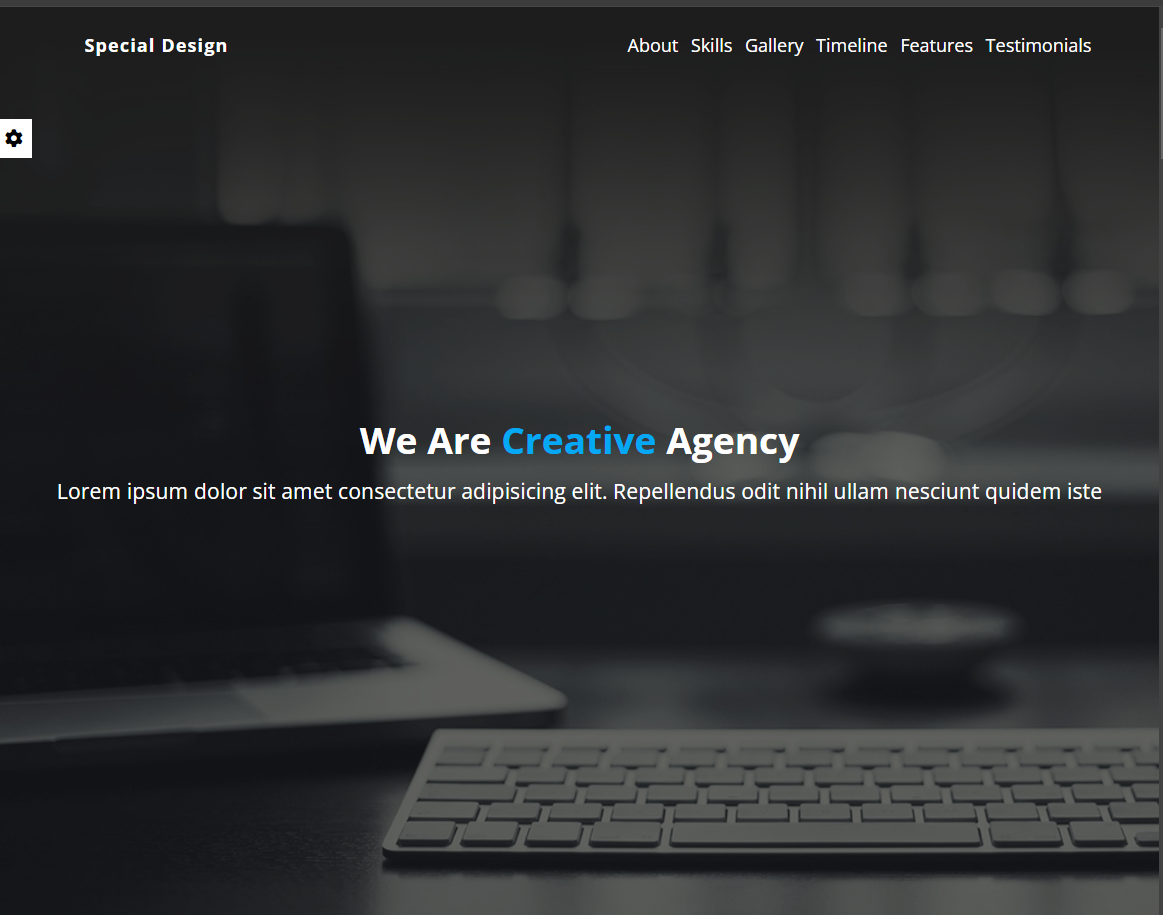 Special Design
About Skills Gallery Timeline Features Testimonials
We Are Creative Agency
Lorem ipsum dolor sit amet consectetur adipisicing elit. Repellendus odit nihil ullam nesciunt quidem iste